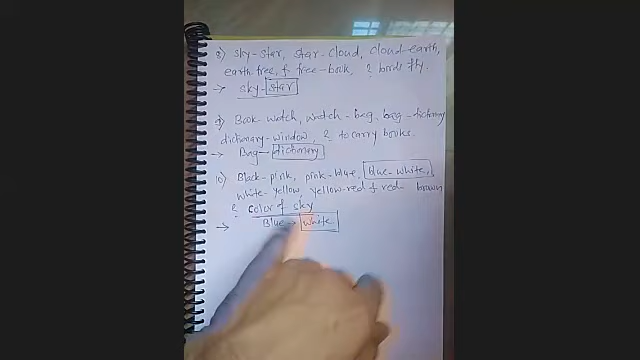 8) sky-star, star-cloud, cloud-earth,
earth-tree, & tree-book, ? birds fly.
→ sky-star
9) Book-watch, watch-bag, bag-dictionary
dictionary-window, ? to carry books.
→ Bag- dictionary
10) Black-pink, pink-blue, blue-white,
white-yellow, yellow-red & red- brown
? color of sky
→ Blue → white